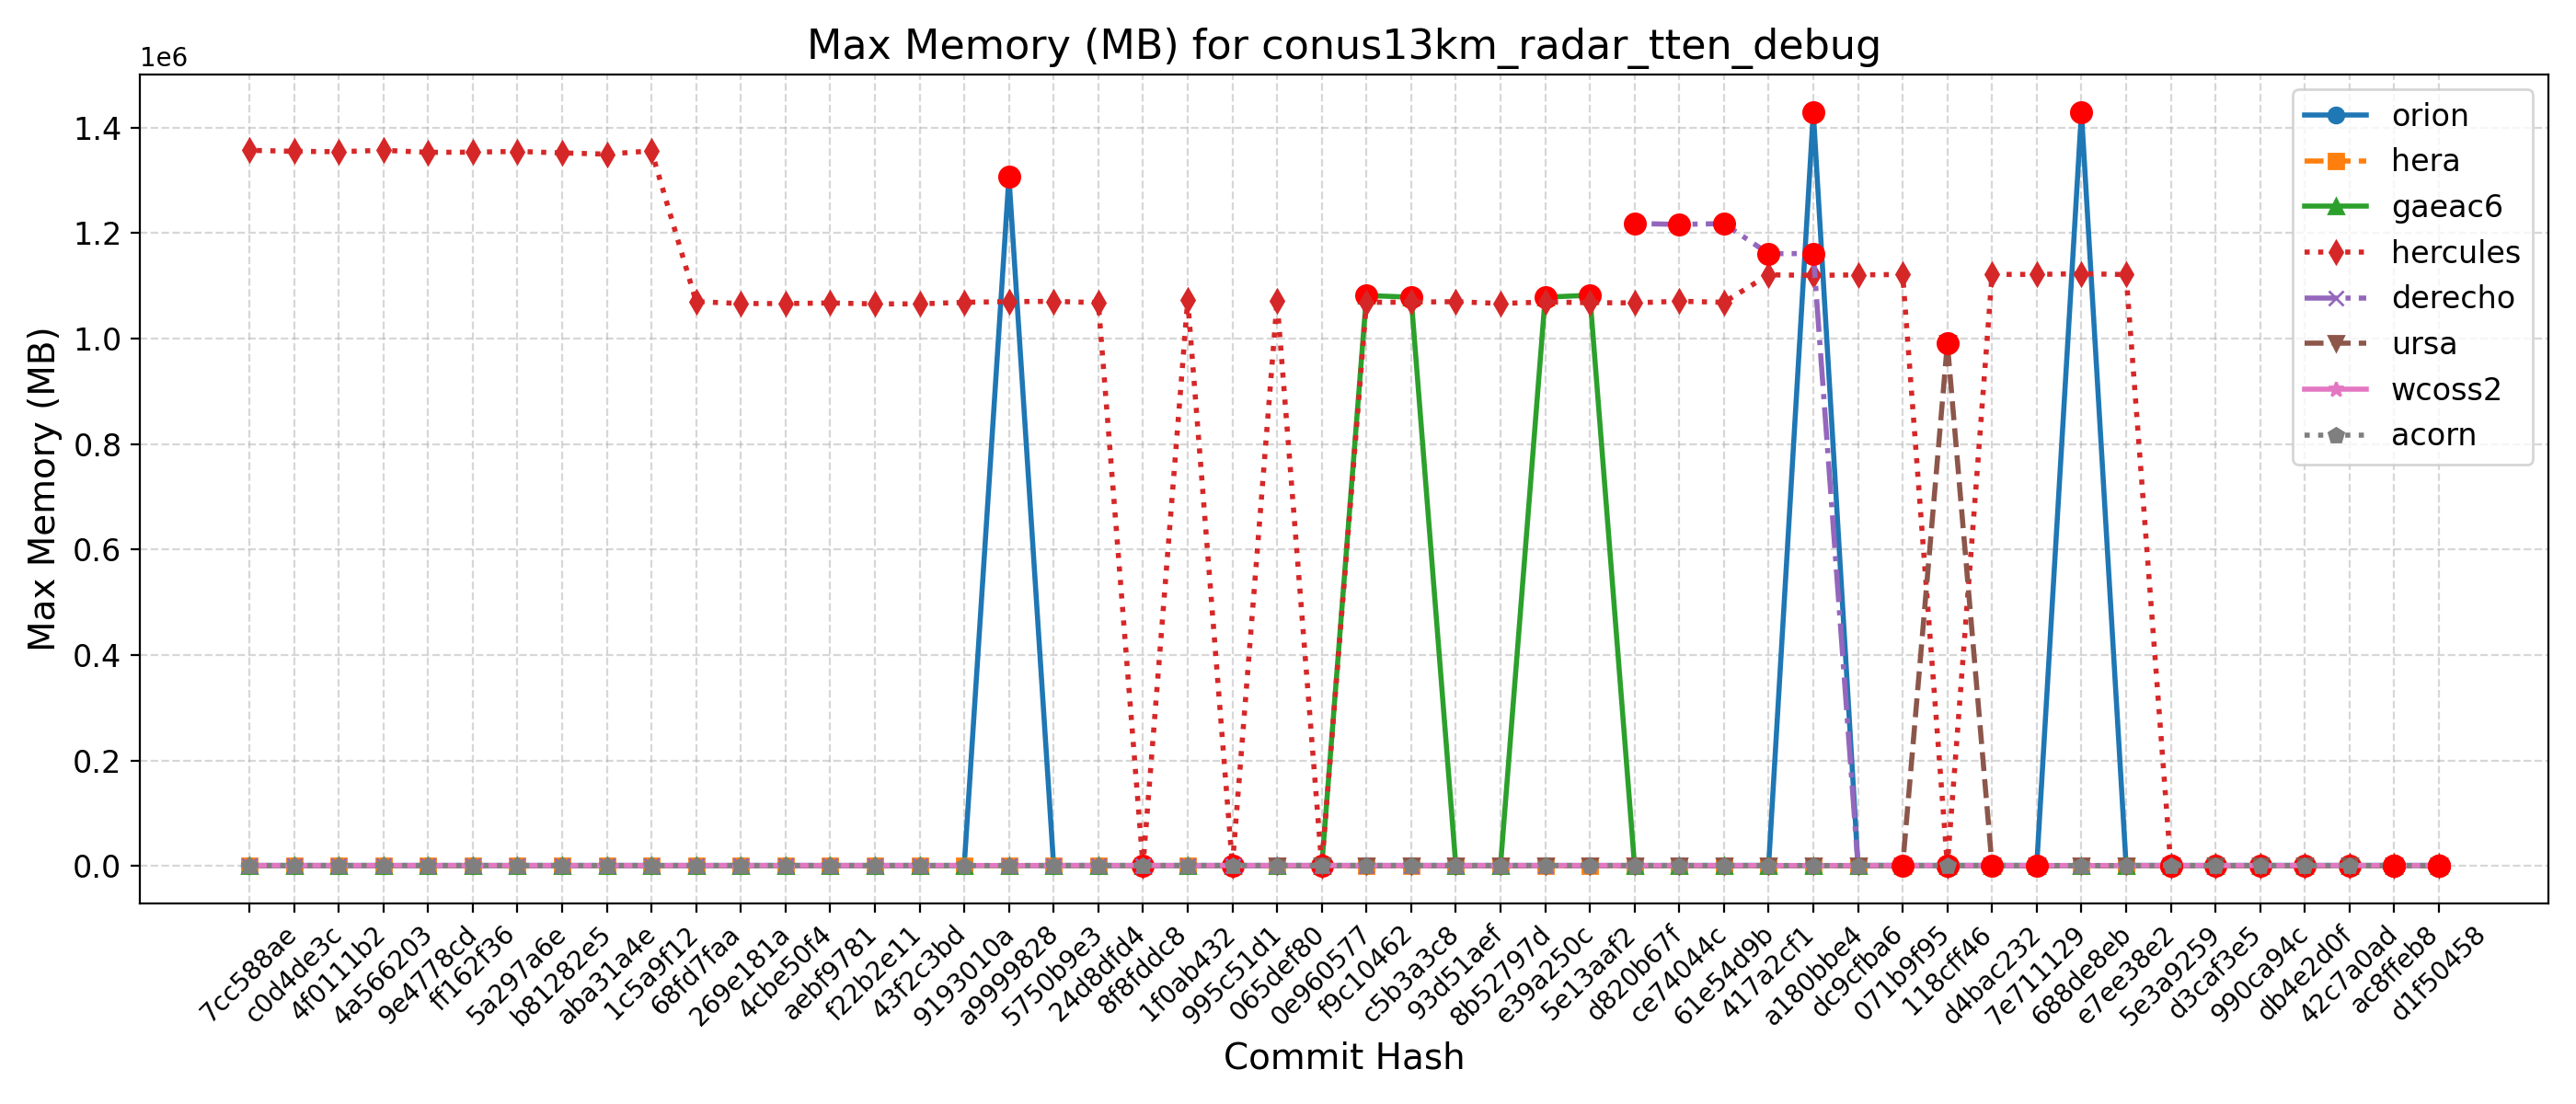 Max Memory (MB) for conus13km_radar_tten_debug
1e6
1.4
1.2
1.0
0.8
0.6
0.4
0.2
0.0
Max Memory (MB)
orion
hera
gaeac6
hercules
derecho
ursa
wcoss2
acorn
7cc588ae
c0d4de3c
4f0111b2
4a566203
9e4778cd
ff162f36
5a297a6e
b81282e5
aba31a4e
1c5a9f12
68fd7faa
269e181a
4cbe50f4
aebf9781
f22b2e11
43f2c3bd
9193010a
a9999828
5750b9e3
24d8dfd4
8f8fddc8
1f0ab432
995c51d1
065def80
0e960577
f9c10462
c5b3a3c8
93d51aef
8b52797d
e39a250c
5e13aaf2
d820b67f
ce74044c
61e54d9b
417a2cf1
a180bbe4
dc9cfba6
071b9f95
118cff46
d4bac232
7e711129
688de8eb
e7ee38e2
5e3a9259
d3caf3e5
990ca94c
db4e2d0f
42c7a0ad
ac8ffeb8
d1f50458
Commit Hash